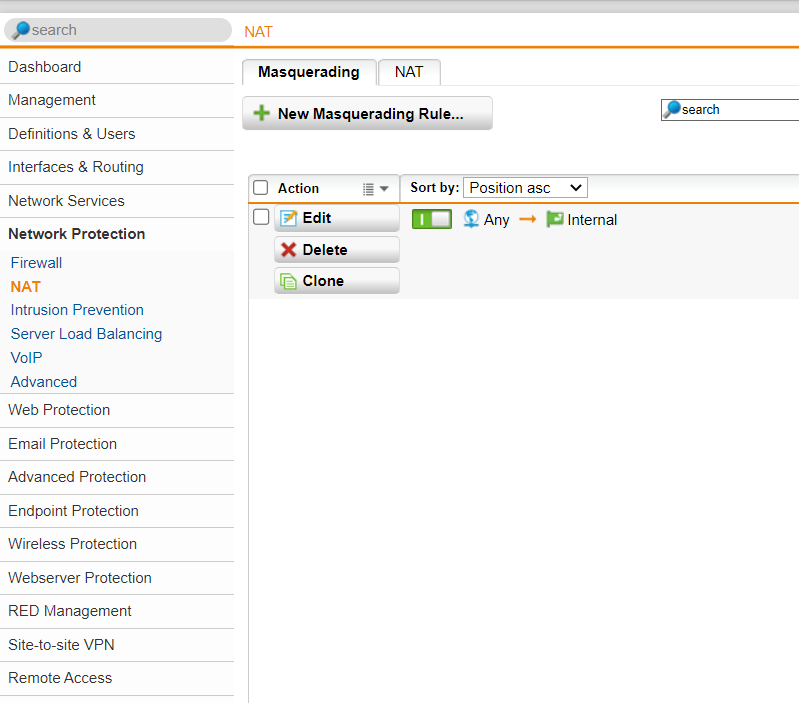 search
NAT
Dashboard
Management
Definitions & Users
Interfaces & Routing
Network Services
Network Protection
Firewall
NAT
Intrusion Prevention
Server Load Balancing
VoIP
Advanced
Web Protection
Email Protection
Advanced Protection
Endpoint Protection
Wireless Protection
Webserver Protection
RED Management
Site-to-site VPN
Remote Access
Masquerading NAT
New Masquerading Rule...
search
Action Sort by: Position asc
Edit Any Internal
Delete
Clone